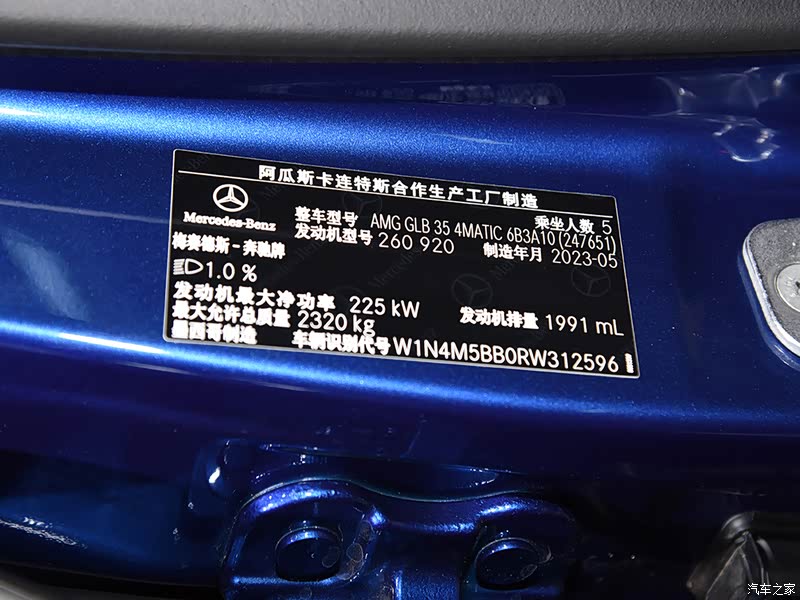 阿瓜斯卡连特斯合作生产工厂制造
Mercedes-Benz
整车型号 AMG GLB 35 4MATIC 6B3A10 (247651) 乘坐人数 5
发动机型号 260 920 制造年月 2023-05
梅赛德斯-奔驰牌
1.0 %
发动机最大净功率 225 kW
最大允许总质量 2320 kg 发动机排量 1991 mL
墨西哥制造 车辆识别代号 W1N4M5BB0RW312596
汽车之家